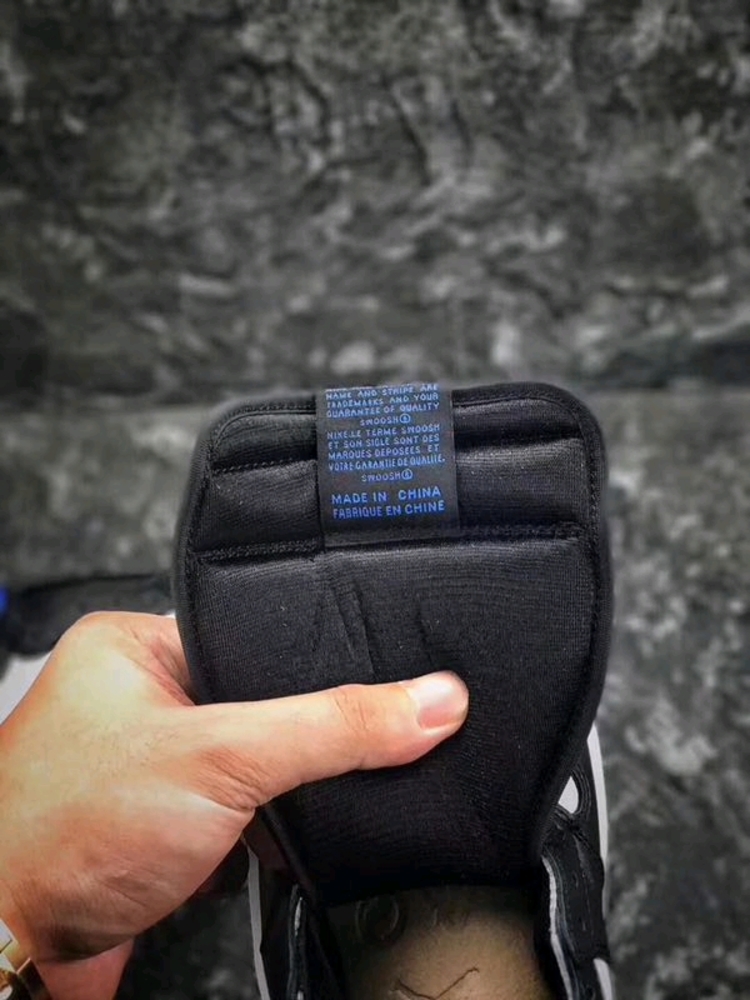 NAME AND STRIPE ARE
TRADEMARKS AND YOUR
GUARANTEE OF QUALITY
SWOOSH®
NIKE.LE TERME SWOOSH
ET SON SIGLE SONT DES
MARQUES DEPOSEES ET
VOTRE GARANTIE DE QUALITE.
SWOOSH®
MADE IN CHINA
FABRIQUE EN CHINE